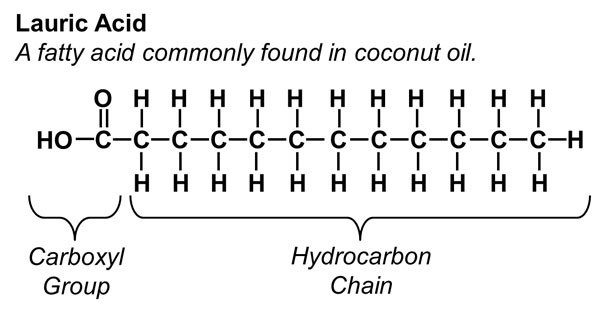 Lauric Acid
A fatty acid commonly found in coconut oil.
O H H H H H H H H H H H
HO–C–C–C–C–C–C–C–C–C–C–C–C–H
H H H H H H H H H H H
Carboxyl
Group
Hydrocarbon
Chain